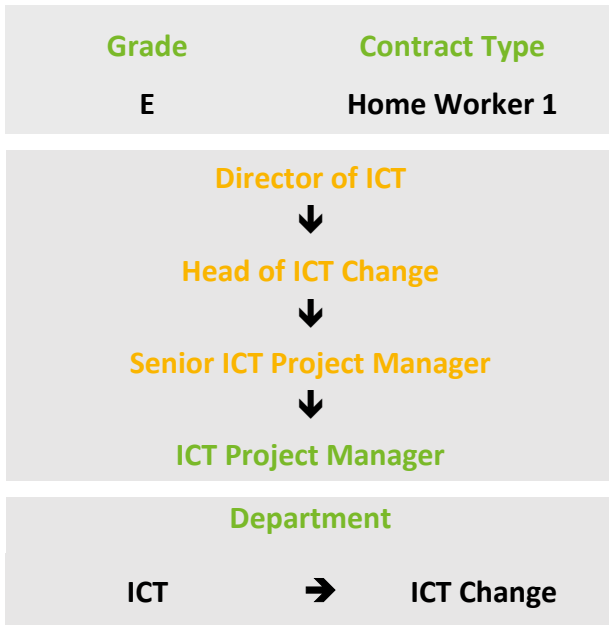 Grade Contract Type
E Home Worker 1
Director of ICT
↓
Head of ICT Change
↓
Senior ICT Project Manager
↓
ICT Project Manager
Department
ICT → ICT Change